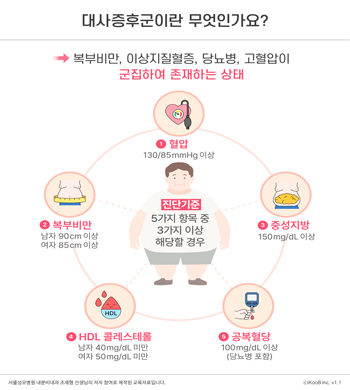 대사증후군이란 무엇인가요?
복부비만, 이상지질혈증, 당뇨병, 고혈압이
군집하여 존재하는 상태
1 혈압
130/85mmHg 이상
진단기준
5가지 항목 중
3가지 이상
해당할 경우
2 복부비만
남자 90cm 이상
여자 85cm 이상
3 중성지방
150mg/dL 이상
HDL
4 HDL 콜레스테롤
남자 40mg/dL 미만
여자 50mg/dL 미만
5 공복혈당
100mg/dL 이상
(당뇨병 포함)
서울성모병원 내분비내과 조재형 선생님의 저자 참여로 제작된 교육자료입니다.
©iKooB Inc. v1.1